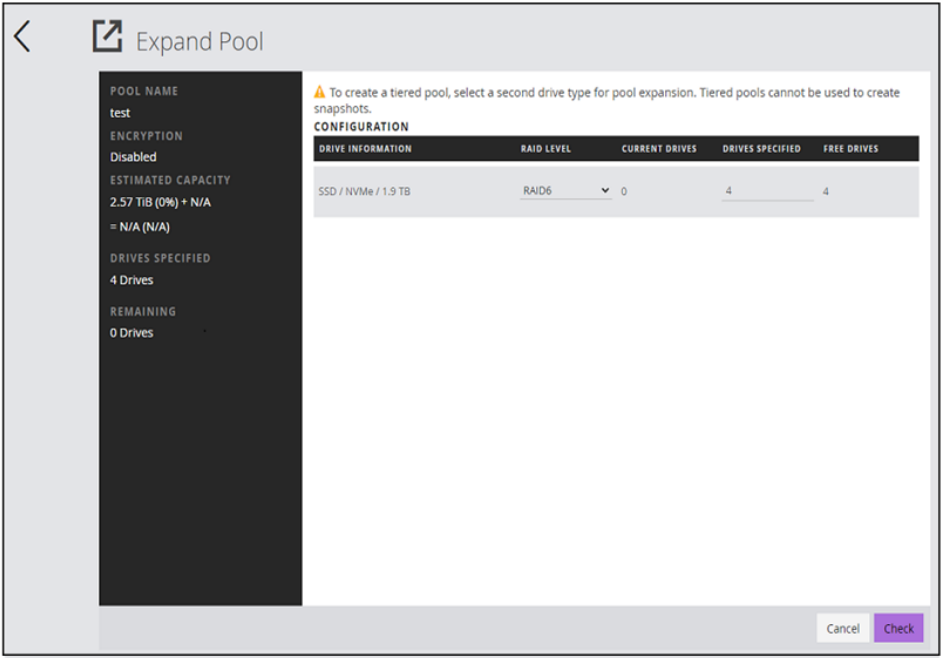 Expand Pool
POOL NAME
test
ENCRYPTION
Disabled
ESTIMATED CAPACITY
2.57 TiB (0%) + N/A
= N/A (N/A)
DRIVES SPECIFIED
4 Drives
REMAINING
0 Drives
To create a tiered pool, select a second drive type for pool expansion. Tiered pools cannot be used to create
snapshots.
CONFIGURATION
DRIVE INFORMATION RAID LEVEL CURRENT DRIVES DRIVES SPECIFIED FREE DRIVES
SSD / NVMe / 1.9 TB RAID6 0 4 4
Cancel Check